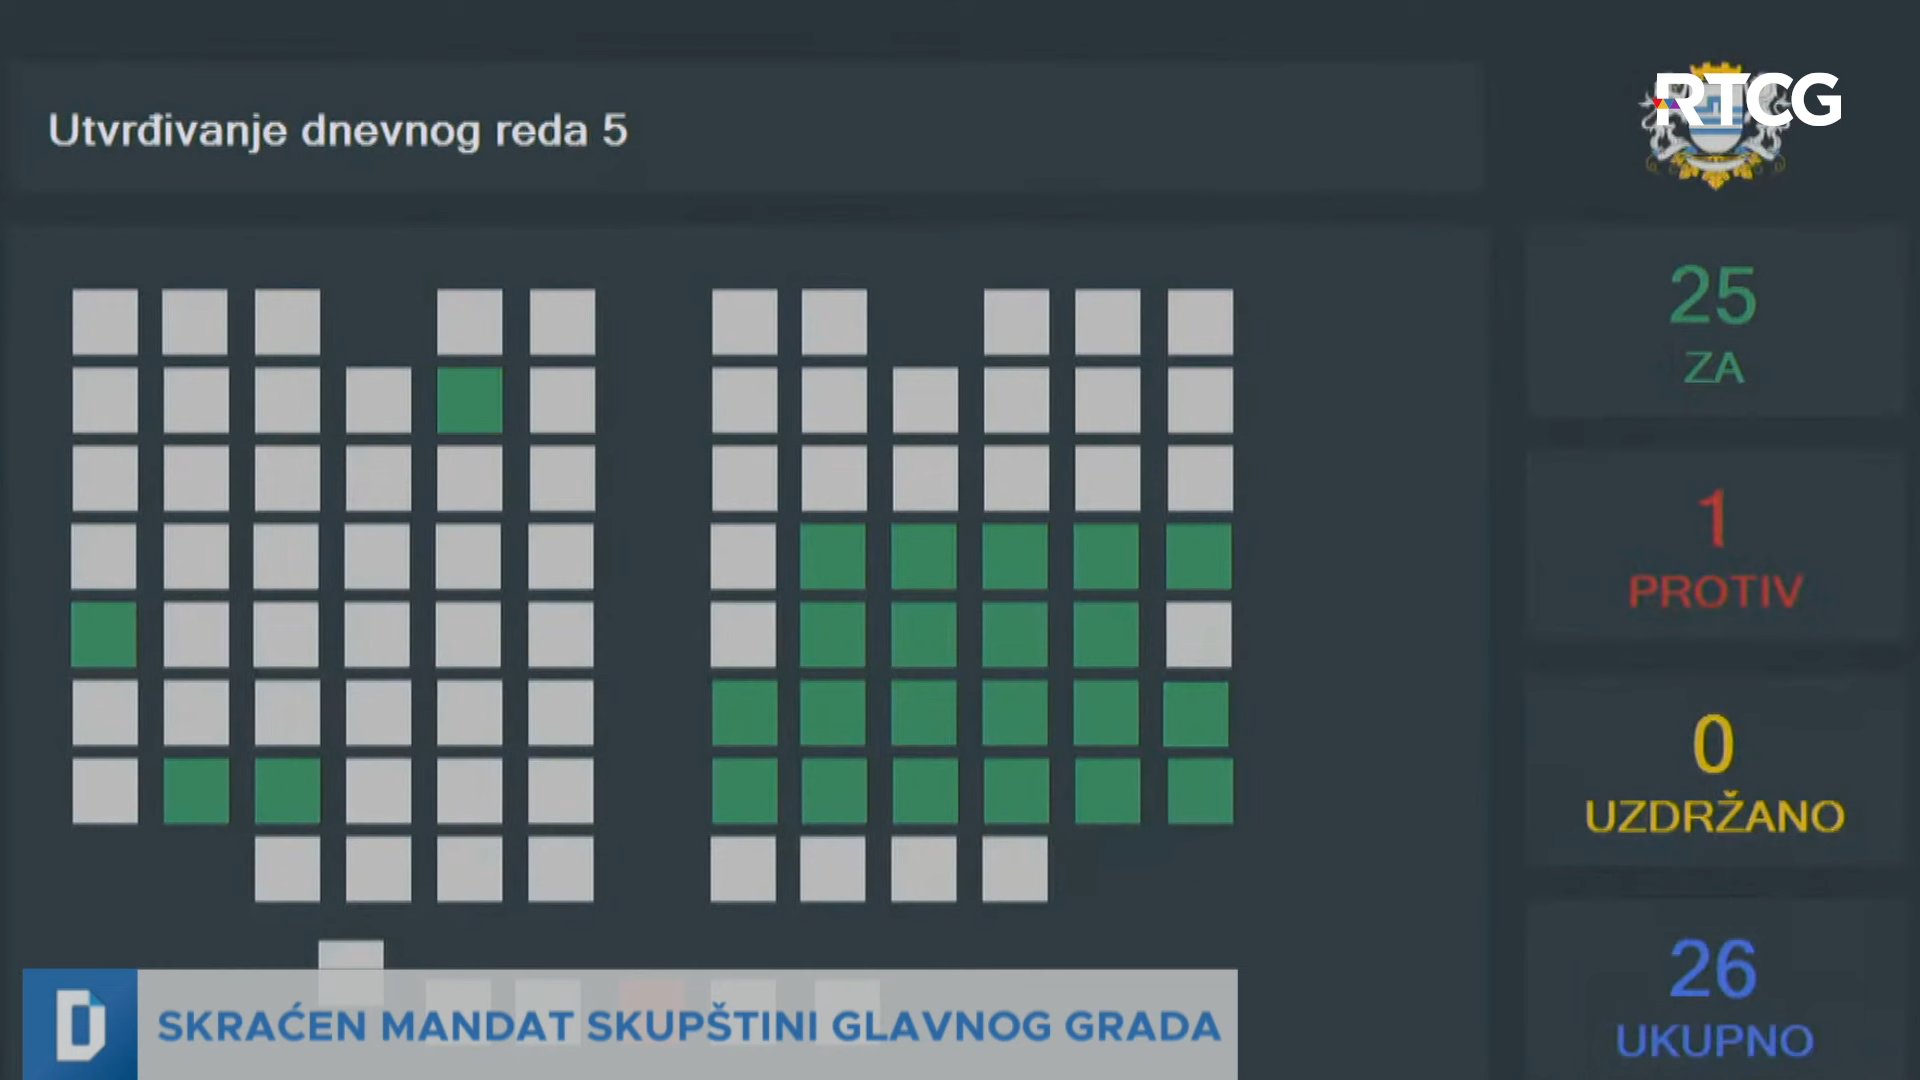 RTCG
Utvrđivanje dnevnog reda 5
25
ZA
1
PROTIV
0
UZDRŽANO
26
UKUPNO
D
SKRAĆEN MANDAT SKUPŠTINI GLAVNOG GRADA